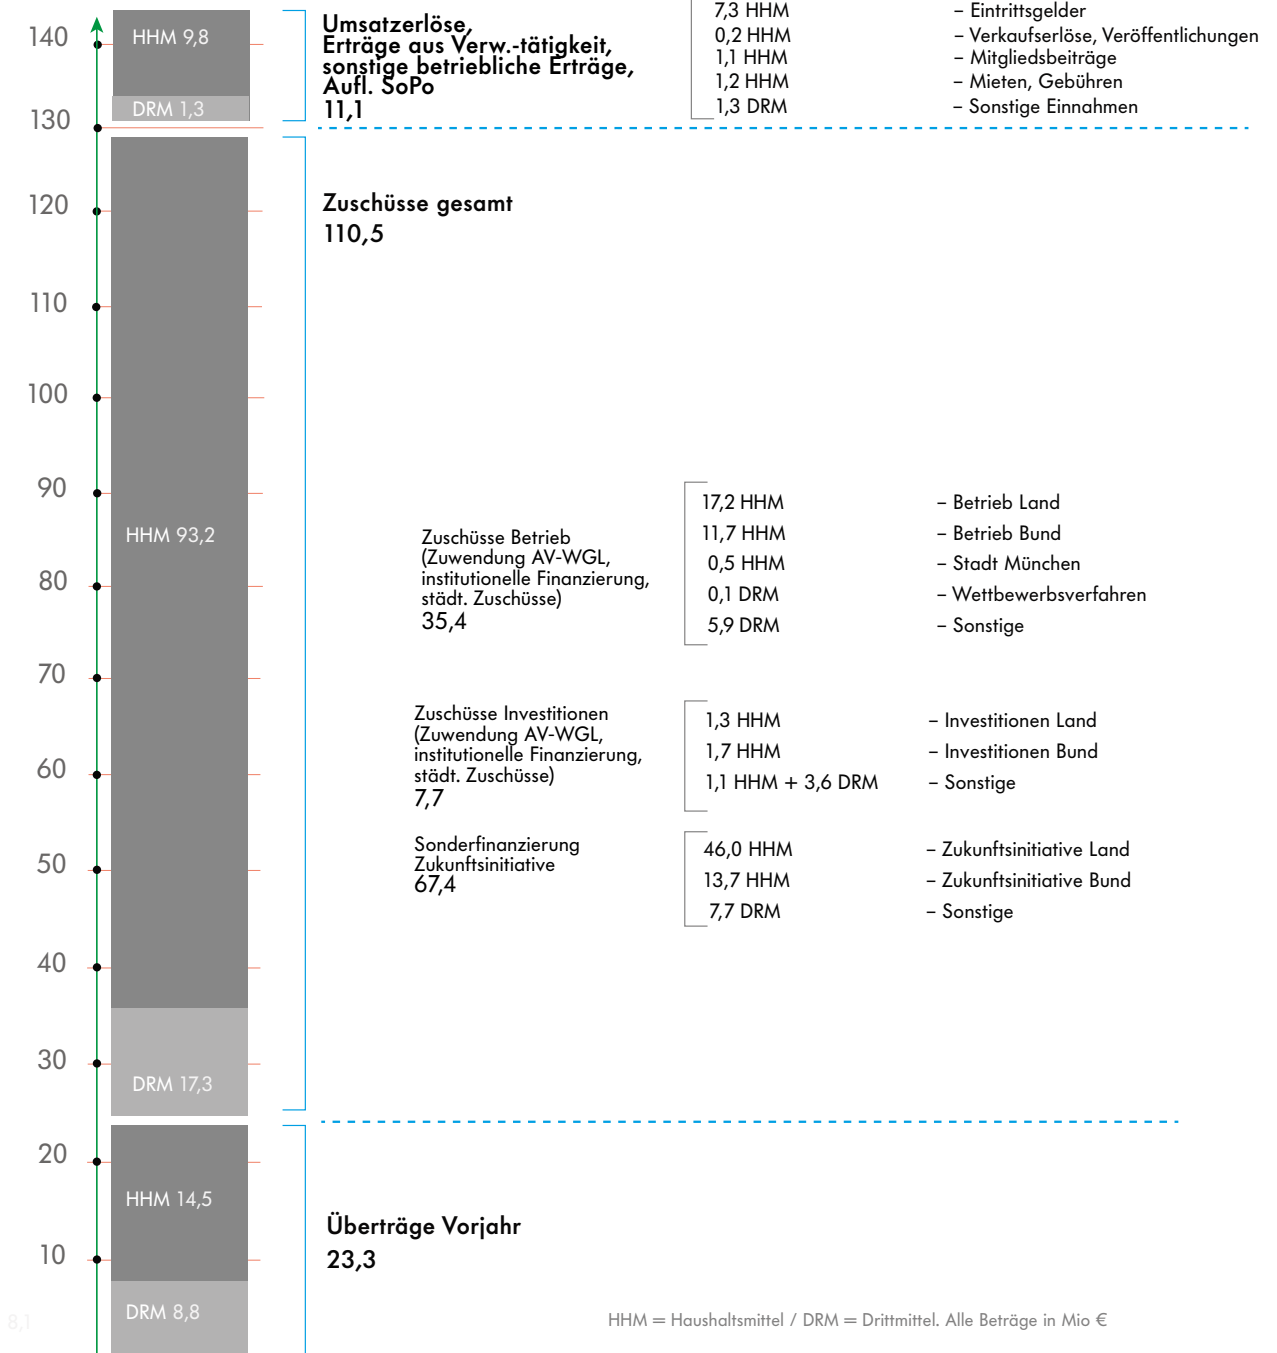 140
HHM 9,8
DRM 1,3
Umsatzerlöse,
Erträge aus Verw.-tätigkeit,
sonstige betriebliche Erträge,
Aufl. SoPo
11,1
7,3 HHM – Eintrittsgelder
0,2 HHM – Verkaufserlöse, Veröffentlichungen
1,1 HHM – Mitgliedsbeiträge
1,2 HHM – Mieten, Gebühren
1,3 DRM – Sonstige Einnahmen
130
120
Zuschüsse gesamt
110,5
110
100
90
HHM 93,2
80
Zuschüsse Betrieb
(Zuwendung AV-WGL,
institutionelle Finanzierung,
städt. Zuschüsse)
35,4
17,2 HHM – Betrieb Land
11,7 HHM – Betrieb Bund
0,5 HHM – Stadt München
0,1 DRM – Wettbewerbsverfahren
5,9 DRM – Sonstige
70
Zuschüsse Investitionen
(Zuwendung AV-WGL,
institutionelle Finanzierung,
städt. Zuschüsse)
7,7
1,3 HHM – Investitionen Land
1,7 HHM – Investitionen Bund
1,1 HHM + 3,6 DRM – Sonstige
60
50
Sonderfinanzierung
Zukunftsinitiative
67,4
46,0 HHM – Zukunftsinitiative Land
13,7 HHM – Zukunftsinitiative Bund
7,7 DRM – Sonstige
40
30
DRM 17,3
20
HHM 14,5
Überträge Vorjahr
23,3
10
DRM 8,8
8,1
HHM = Haushaltsmittel / DRM = Drittmittel. Alle Beträge in Mio €